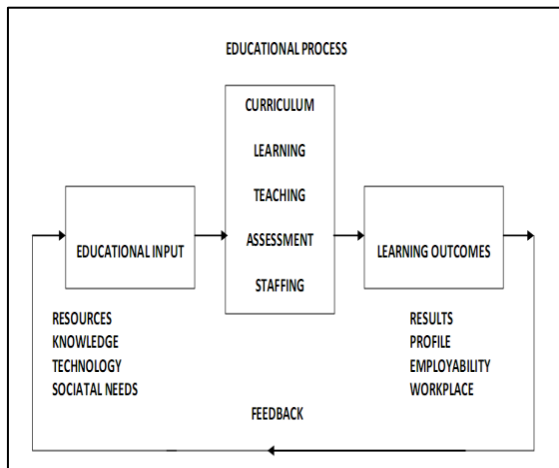 EDUCATIONAL PROCESS
CURRICULUM
LEARNING
TEACHING
ASSESSMENT
STAFFING
EDUCATIONAL INPUT
LEARNING OUTCOMES
RESOURCES
KNOWLEDGE
TECHNOLOGY
SOCIATAL NEEDS
RESULTS
PROFILE
EMPLOYABILITY
WORKPLACE
FEEDBACK